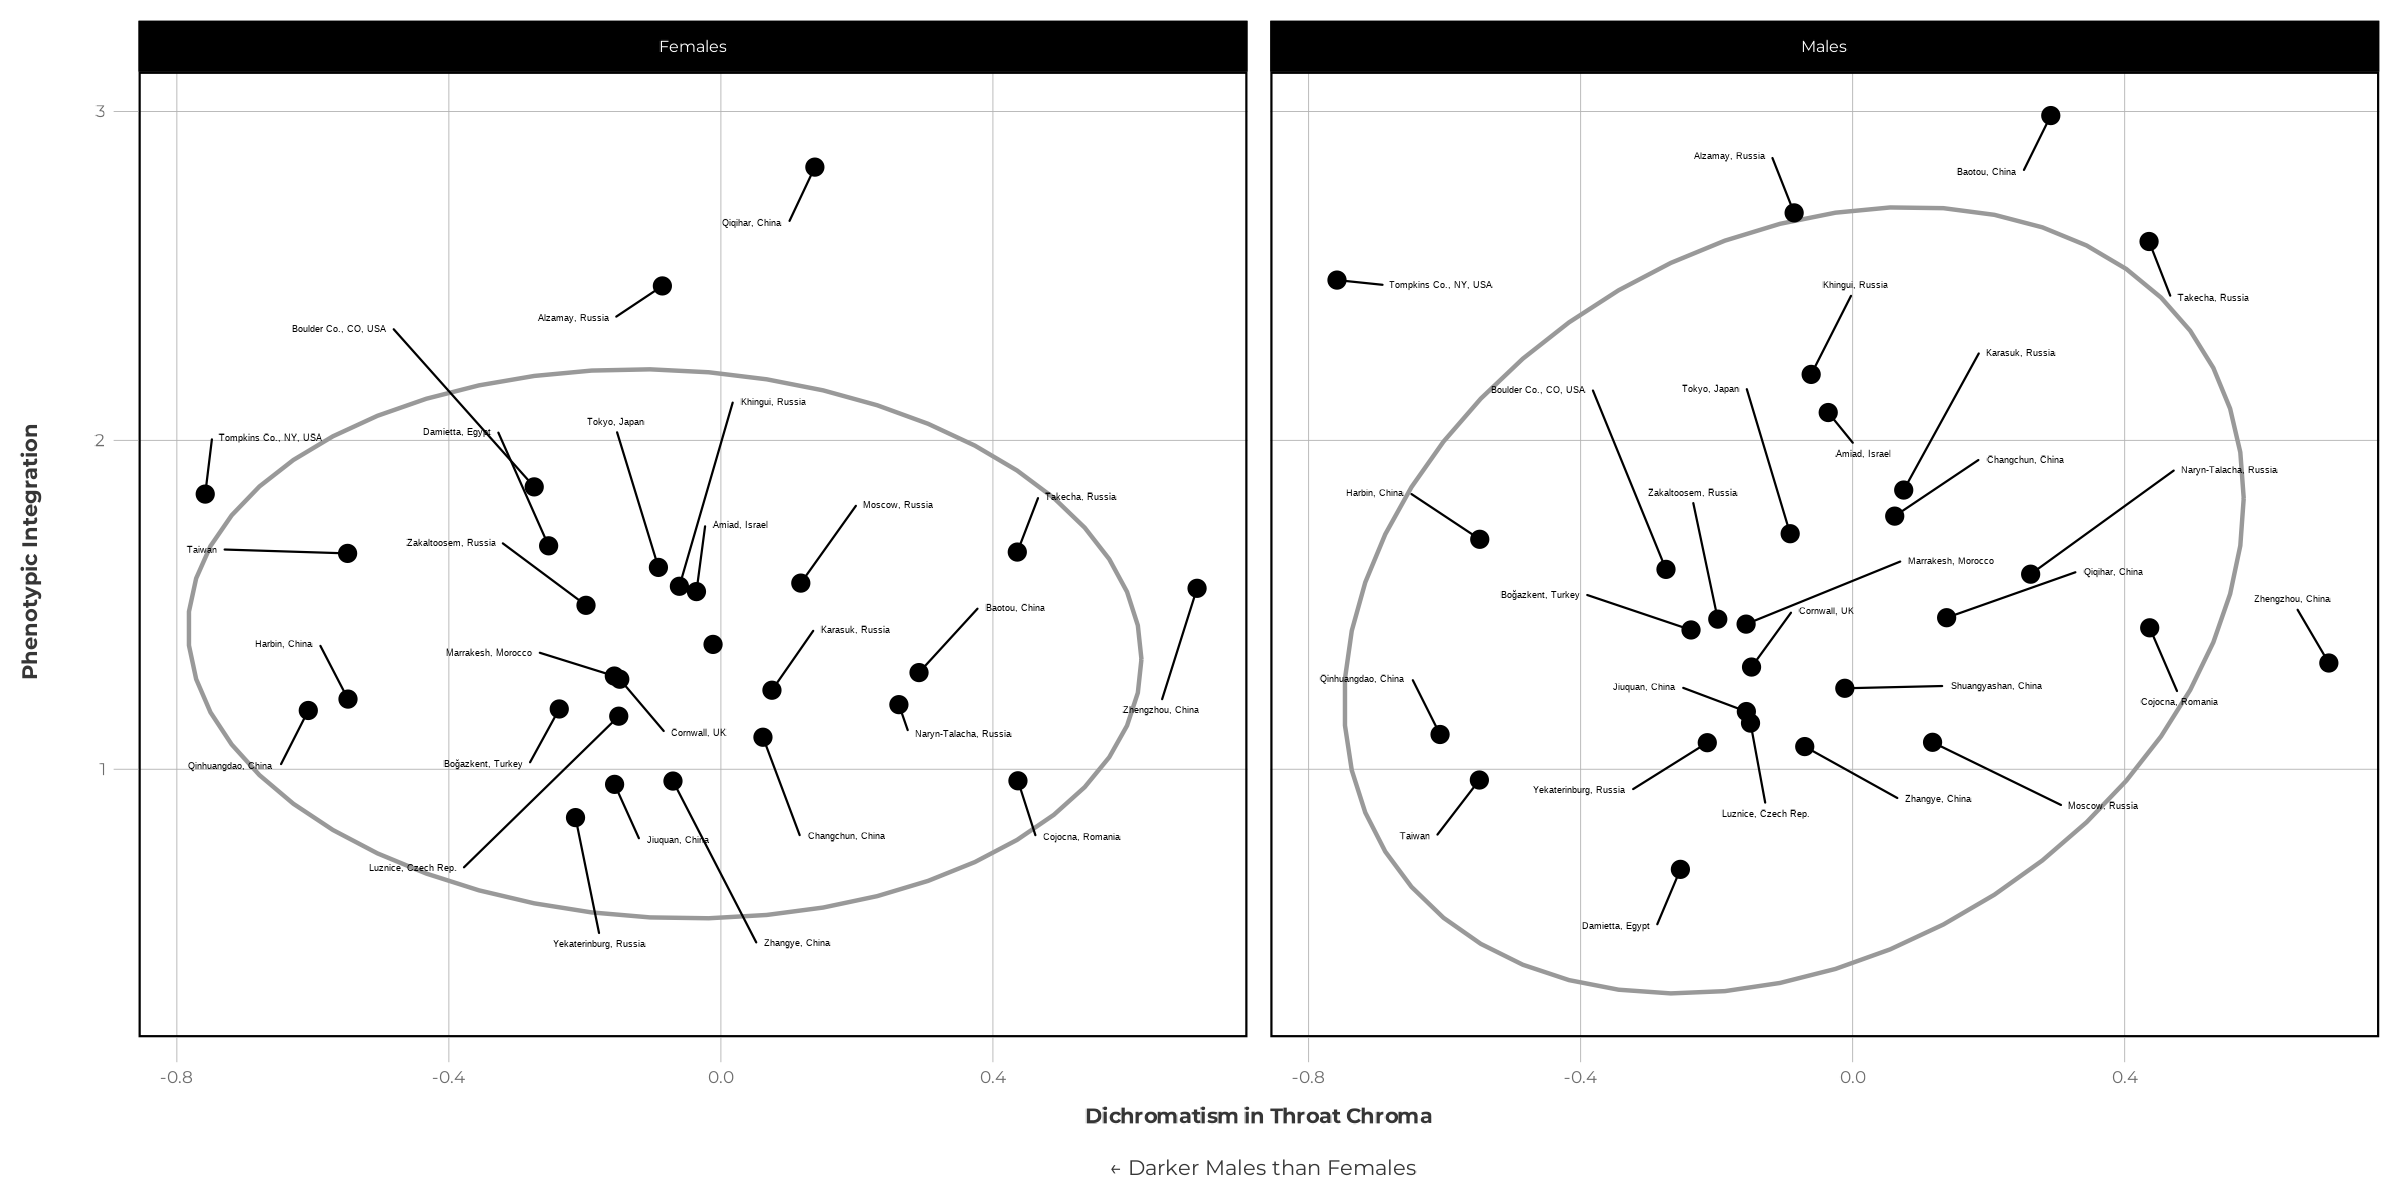 Females
Males
Phenotypic Integration
3
2
1
Qiqihar, China
Alzamay, Russia
Boulder Co., CO, USA
Khingui, Russia
Tokyo, Japan
Damietta, Egypt
Tompkins Co., NY, USA
Takecha, Russia
Moscow, Russia
Amiad, Israel
Zakaltoosem, Russia
Taiwan
Baotou, China
Karasuk, Russia
Harbin, China
Marrakesh, Morocco
Zhengzhou, China
Cornwall, UK
Naryn-Talacha, Russia
Boğazkent, Turkey
Qinhuangdao, China
Changchun, China
Cojocna, Romania
Jiuquan, China
Luznice, Czech Rep.
Zhangye, China
Yekaterinburg, Russia
Alzamay, Russia
Baotou, China
Tompkins Co., NY, USA
Khingui, Russia
Takecha, Russia
Karasuk, Russia
Tokyo, Japan
Boulder Co., CO, USA
Amiad, Israel
Changchun, China
Naryn-Talacha, Russia
Harbin, China
Zakaltoosem, Russia
Marrakesh, Morocco
Qiqihar, China
Boğazkent, Turkey
Zhengzhou, China
Cornwall, UK
Qinhuangdao, China
Jiuquan, China
Shuangyashan, China
Cojocna, Romania
Yekaterinburg, Russia
Zhangye, China
Moscow, Russia
Luznice, Czech Rep.
Taiwan
Damietta, Egypt
-0.8
-0.4
0.0
0.4
-0.8
-0.4
0.0
0.4
Dichromatism in Throat Chroma
← Darker Males than Females